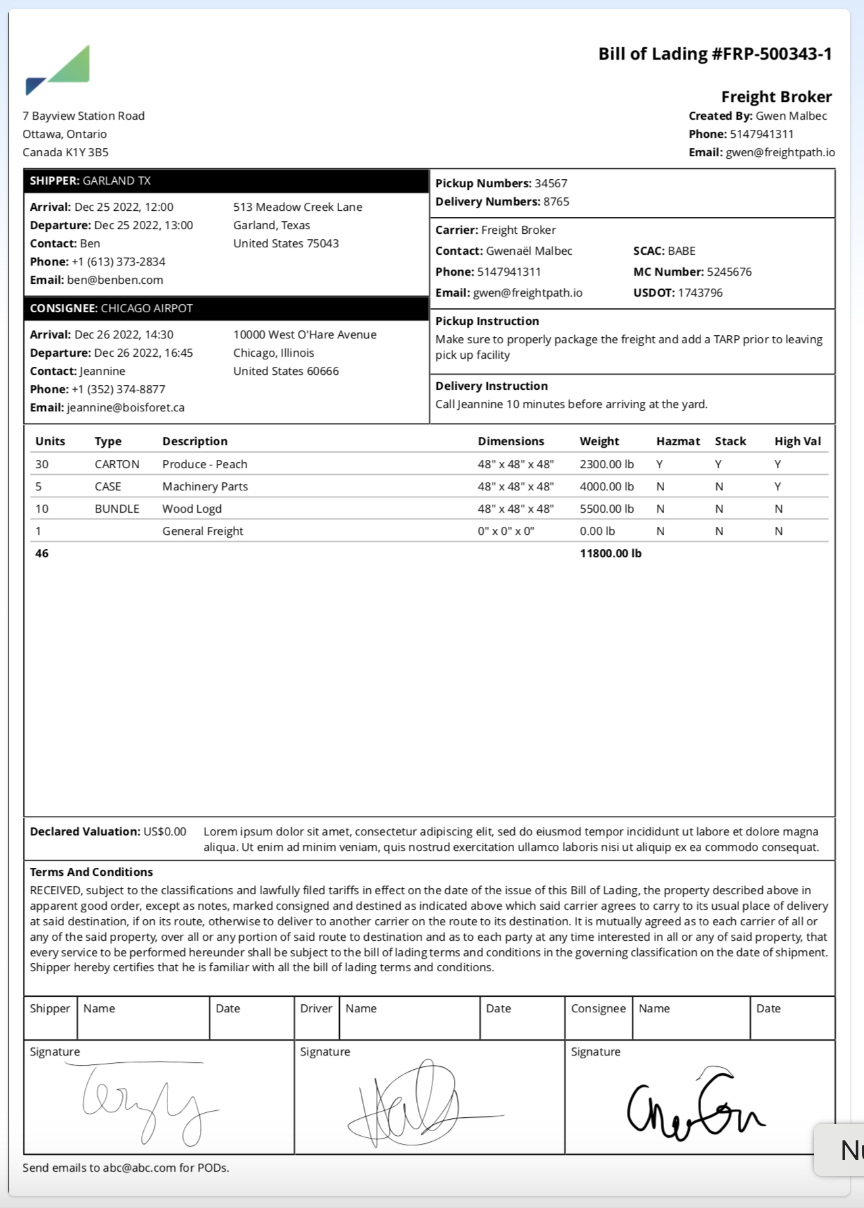 Bill of Lading #FRP-500343-1
Freight Broker
7 Bayview Station Road
Ottawa, Ontario
Canada K1Y 3B5
Created By: Gwen Malbec
Phone: 5147941311
Email: gwen@freightpath.io
SHIPPER: GARLAND TX
Arrival: Dec 25 2022, 12:00 513 Meadow Creek Lane
Departure: Dec 25 2022, 13:00 Garland, Texas
Contact: Ben United States 75043
Phone: +1 (613) 373-2834
Email: ben@benben.com
CONSIGNEE: CHICAGO AIRPOT
Arrival: Dec 26 2022, 14:30 10000 West O'Hare Avenue
Departure: Dec 26 2022, 16:45 Chicago, Illinois
Contact: Jeannine United States 60666
Phone: +1 (352) 374-8877
Email: jeannine@boisforet.ca
Pickup Numbers: 34567
Delivery Numbers: 8765
Carrier: Freight Broker
Contact: Gwenaël Malbec SCAC: BABE
Phone: 5147941311 MC Number: 5245676
Email: gwen@freightpath.io USDOT: 1743796
Pickup Instruction
Make sure to properly package the freight and add a TARP prior to leaving
pick up facility
Delivery Instruction
Call Jeannine 10 minutes before arriving at the yard.
Units Type Description Dimensions Weight Hazmat Stack High Val
30 CARTON Produce - Peach 48" x 48" x 48" 2300.00 lb Y Y Y
5 CASE Machinery Parts 48" x 48" x 48" 4000.00 lb N N Y
10 BUNDLE Wood Logd 48" x 48" x 48" 5500.00 lb N N N
1 General Freight 0" x 0" x 0" 0.00 lb N N N
46 11800.00 lb
Declared Valuation: US$0.00 Lorem ipsum dolor sit amet, consectetur adipiscing elit, sed do eiusmod tempor incididunt ut labore et dolore magna
aliqua. Ut enim ad minim veniam, quis nostrud exercitation ullamco laboris nisi ut aliquip ex ea commodo consequat.
Terms And Conditions
RECEIVED, subject to the classifications and lawfully filed tariffs in effect on the date of the issue of this Bill of Lading, the property described above in
apparent good order, except as notes, marked consigned and destined as indicated above which said carrier agrees to carry to its usual place of delivery
at said destination, if on its route, otherwise to deliver to another carrier on the route to its destination. It is mutually agreed as to each carrier of all or
any of the said property, over all or any portion of said route to destination and as to each party at any time interested in all or any of said property, that
every service to be performed hereunder shall be subject to the bill of lading terms and conditions in the governing classification on the date of shipment.
Shipper hereby certifies that he is familiar with all the bill of lading terms and conditions.
Shipper Name Date Driver Name Date Consignee Name Date
Signature Signature Signature
Send emails to abc@abc.com for PODs.